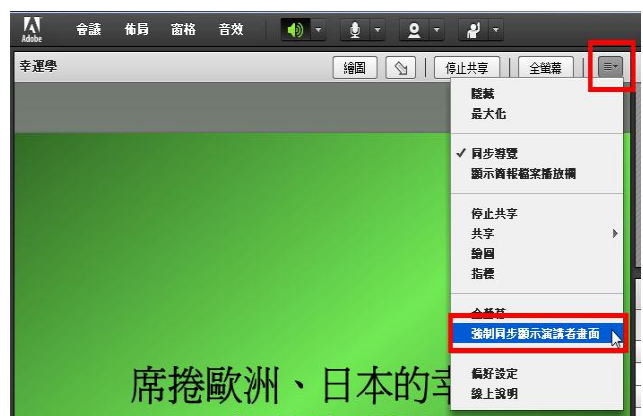 Adobe
會議 佈局 窗格 音效
幸運學
繪圖 停止共享 全螢幕
隱藏
最大化
✓ 同步導覽
顯示簡報檔案播放欄
停止共享
共享
繪圖
指標
全螢幕
強制同步顯示演講者畫面
偏好設定
線上說明
席捲歐洲、日本的幸